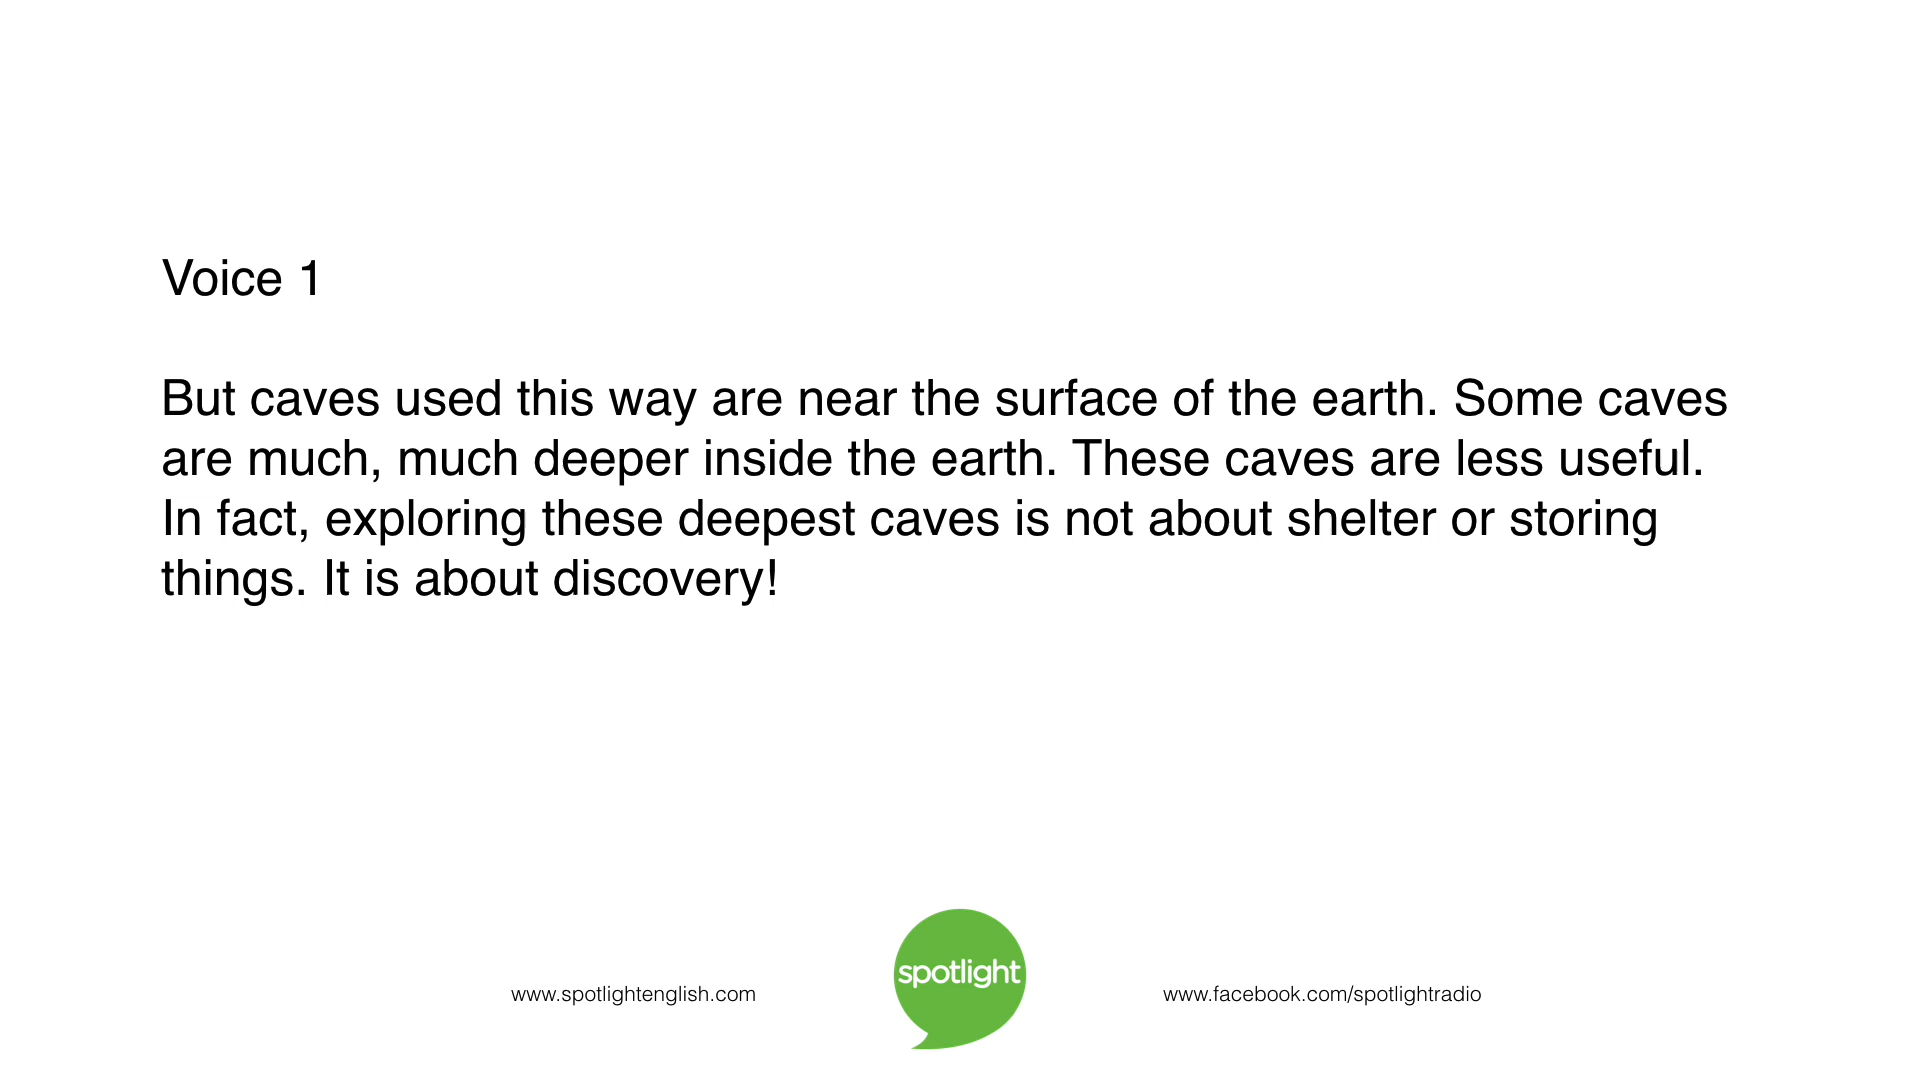 Voice 1
But caves used this way are near the surface of the earth. Some caves
are much, much deeper inside the earth. These caves are less useful.
In fact, exploring these deepest caves is not about shelter or storing
things. It is about discovery!
spotlight
www.spotlightenglish.com
www.facebook.com/spotlightradio